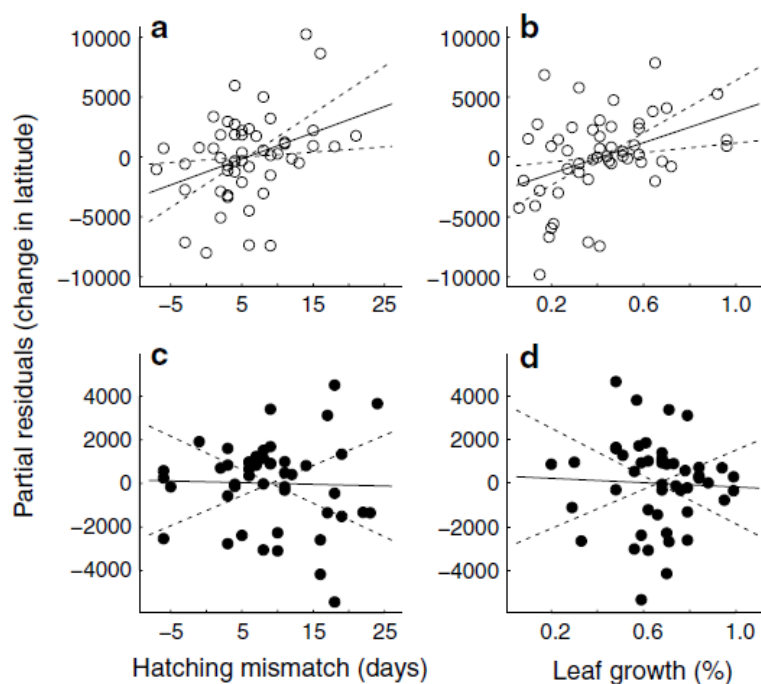 a
b
10000
5000
0
−5000
−10000
10000
5000
0
−5000
−10000
−5 5 15 25
0.2 0.6 1.0
Partial residuals (change in latitude)
c
d
4000
2000
0
−2000
−4000
4000
2000
0
−2000
−4000
−5 5 15 25
0.2 0.6 1.0
Hatching mismatch (days)
Leaf growth (%)